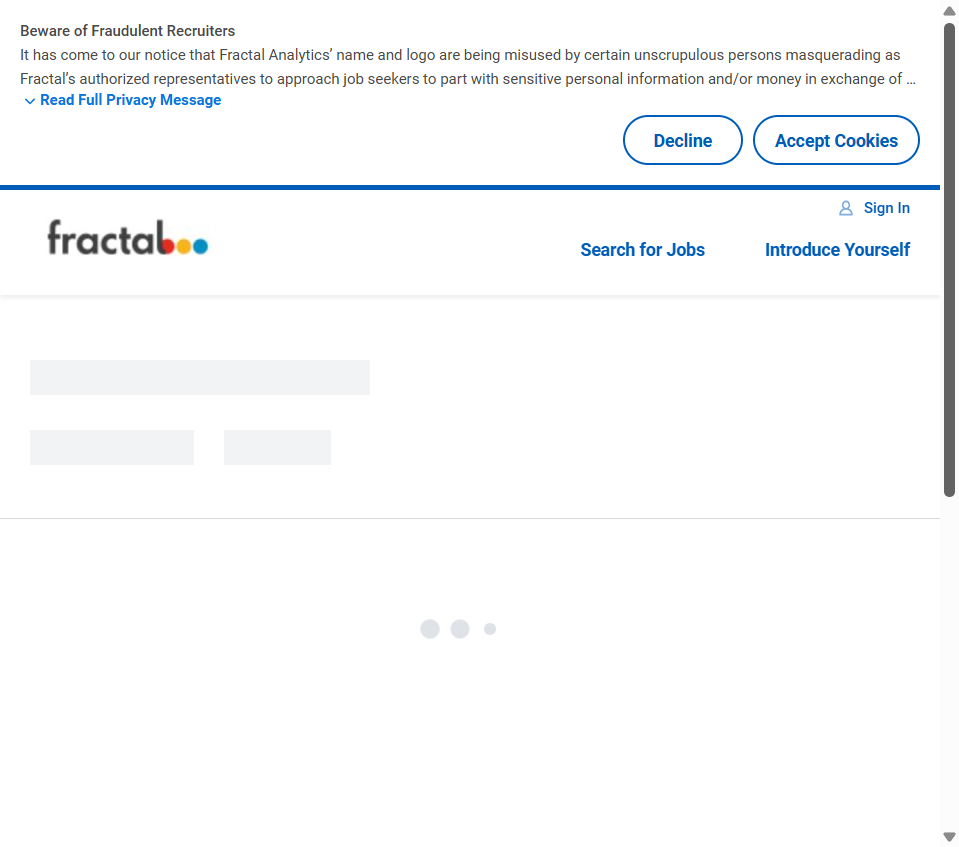 Beware of Fraudulent Recruiters
It has come to our notice that Fractal Analytics’ name and logo are being misused by certain unscrupulous persons masquerading as
Fractal’s authorized representatives to approach job seekers to part with sensitive personal information and/or money in exchange of ...
Read Full Privacy Message
Decline
Accept Cookies
Sign In
fractal
Search for Jobs
Introduce Yourself